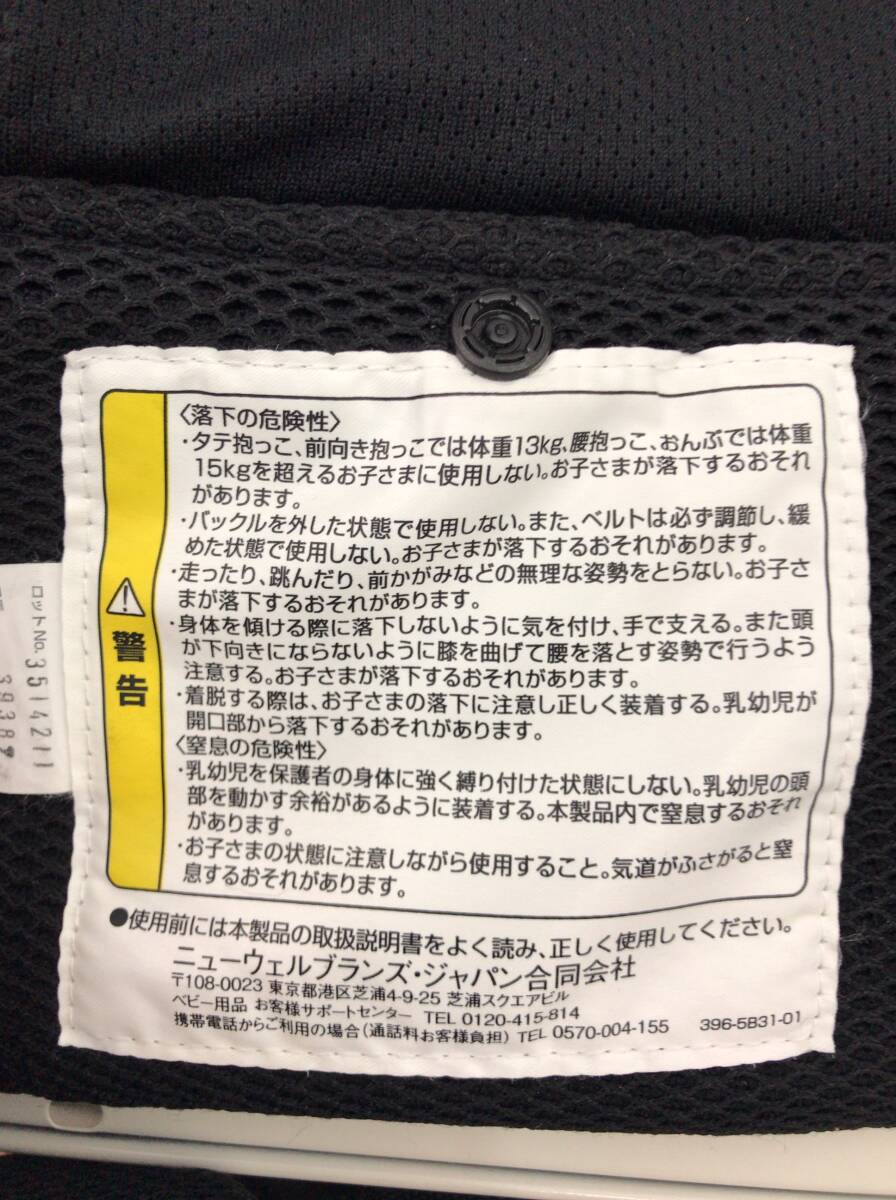 〈落下の危険性〉
・タテ抱っこ、前向き抱っこでは体重13kg、腰抱っこ、おんぶでは体重
15kgを超えるお子さまに使用しない。お子さまが落下するおそれ
があります。
・バックルを外した状態で使用しない。また、ベルトは必ず調節し、緩
めた状態で使用しない。お子さまが落下するおそれがあります。
・走ったり、跳んだり、前かがみなどの無理な姿勢をとらない。お子さ
まが落下するおそれがあります。
・身体を傾ける際に落下しないように気を付け、手で支える。また頭
が下向きにならないように膝を曲げて腰を落とす姿勢で行うよう
注意する。お子さまが落下するおそれがあります。
・着脱する際は、お子さまの落下に注意し正しく装着する。乳幼児が
開口部から落下するおそれがあります。
〈窒息の危険性〉
・乳幼児を保護者の身体に強く縛り付けた状態にしない。乳幼児の頭
部を動かす余裕があるように装着する。本製品内で窒息するおそれ
があります。
・お子さまの状態に注意しながら使用すること。気道がふさがると窒
息するおそれがあります。
警告
●使用前には本製品の取扱説明書をよく読み、正しく使用してください。
ニューウェルブランズ・ジャパン合同会社
〒108-0023 東京都港区芝浦4-9-25 芝浦スクエアビル
ベビー用品 お客様サポートセンター TEL 0120-415-814
携帯電話からご利用の場合(通話料お客様負担) TEL 0570-004-155 396-5831-01
ロットNo. 3514211